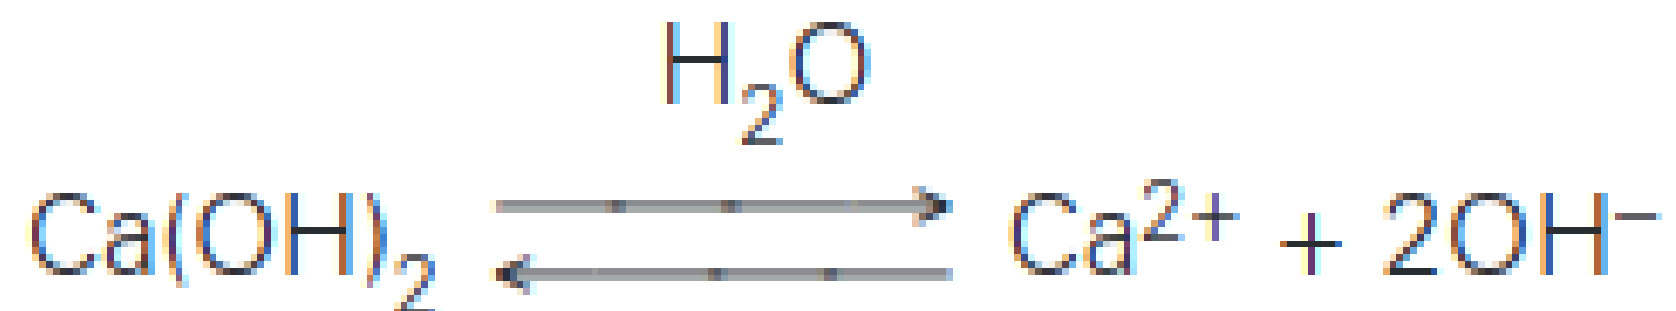 H₂O
Ca(OH)₂ ⇌ Ca²⁺ + 2OH⁻